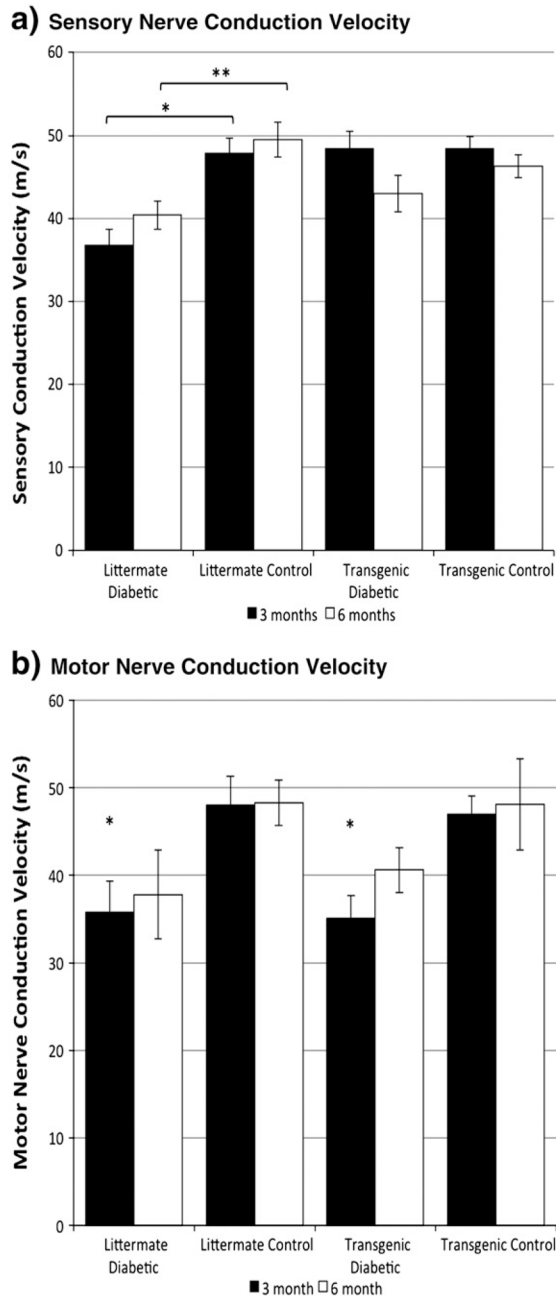 a) Sensory Nerve Conduction Velocity
Sensory Conduction Velocity (m/s)
60
50
40
30
20
10
0
**
*
Littermate
Diabetic
Littermate Control
Transgenic
Diabetic
Transgenic Control
3 months 6 months
b) Motor Nerve Conduction Velocity
Motor Nerve Conduction Velocity (m/s)
60
50
40
30
20
10
0
*
*
Littermate
Diabetic
Littermate Control
Transgenic
Diabetic
Transgenic Control
3 month 6 month